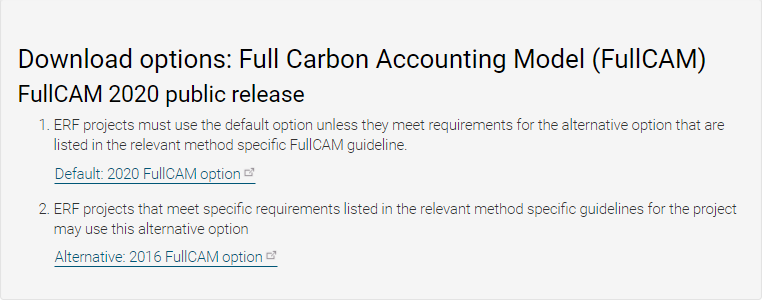 Download options: Full Carbon Accounting Model (FullCAM)
FullCAM 2020 public release
1. ERF projects must use the default option unless they meet requirements for the alternative option that are
listed in the relevant method specific FullCAM guideline.
Default: 2020 FullCAM option
2. ERF projects that meet specific requirements listed in the relevant method specific guidelines for the project
may use this alternative option
Alternative: 2016 FullCAM option